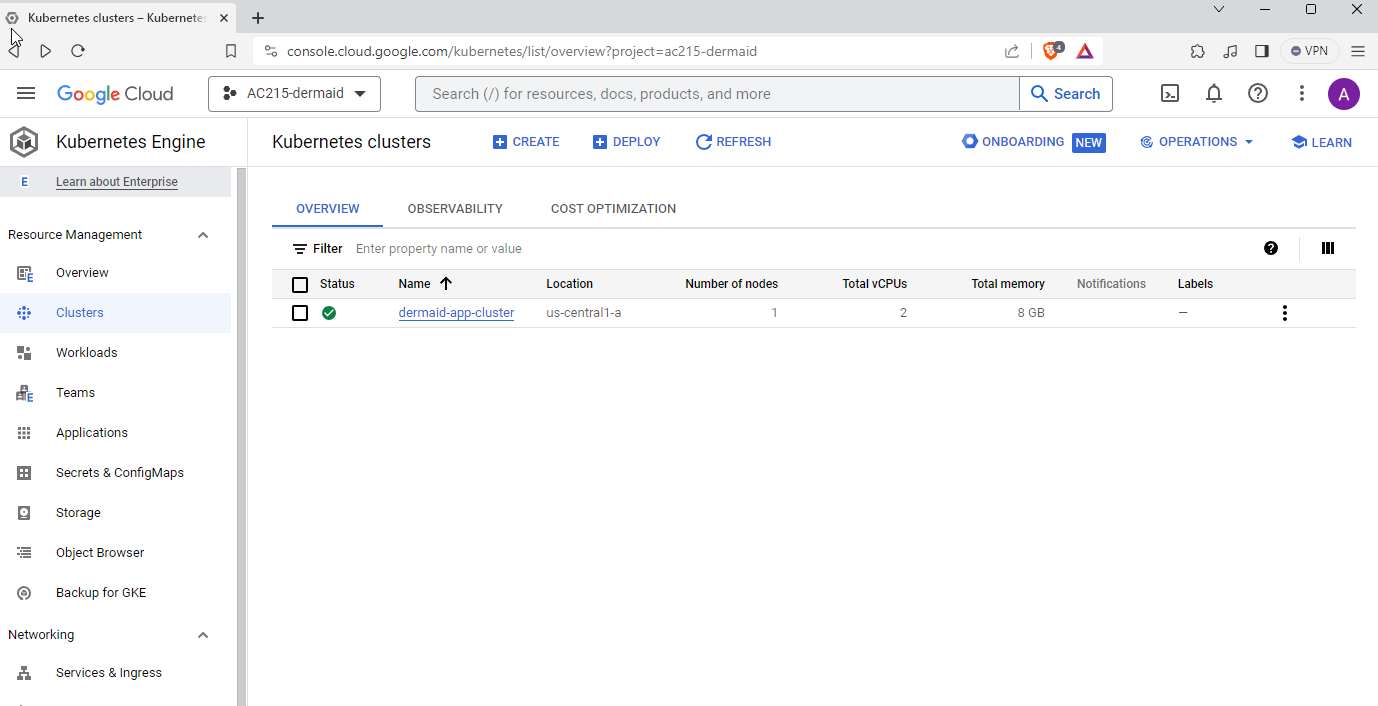 Kubernetes clusters – Kubernetes
console.cloud.google.com/kubernetes/list/overview?project=ac215-dermaid
4
VPN
Google Cloud
AC215-dermaid
Search (/) for resources, docs, products, and more
Search
A
Kubernetes Engine
Kubernetes clusters
CREATE
DEPLOY
REFRESH
ONBOARDING NEW
OPERATIONS
LEARN
E Learn about Enterprise
Resource Management
E Overview
Clusters
Workloads
E Teams
Applications
Secrets & ConfigMaps
Storage
Object Browser
Backup for GKE
Networking
Services & Ingress
OVERVIEW OBSERVABILITY COST OPTIMIZATION
Filter Enter property name or value
Status Name Location Number of nodes Total vCPUs Total memory Notifications Labels
dermaid-app-cluster us-central1-a 1 2 8 GB —